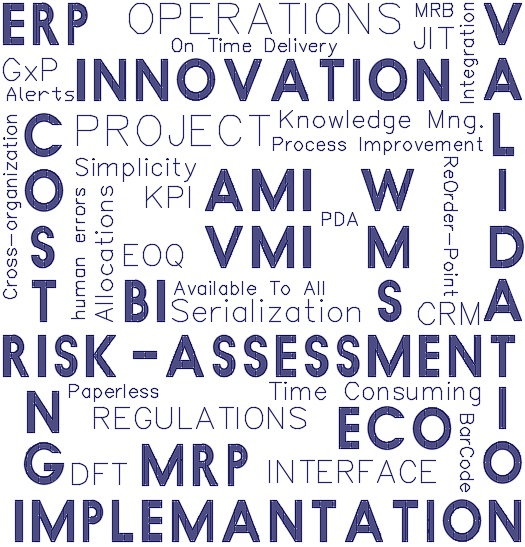 ERP
OPERATIONS
MRB
On Time Delivery
JIT
Integration
VALIDATION
GxP
INNOVATION
Alerts
Cross-organization
COSTING
PROJECT
Knowledge Mng.
Process Improvement
Simplicity
human errors
Allocations
KPI
AMI
WMS
ReOrder-Point
PDA
EOQ
VMI
BI
Available To All
Serialization
CRM
RISK-ASSESSMENT
Paperless
Time Consuming
REGULATIONS
ECO
BarCode
DFT
MRP
INTERFACE
IMPLEMANTATION